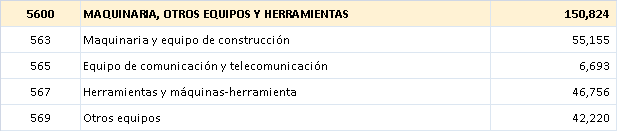 5600 MAQUINARIA, OTROS EQUIPOS Y HERRAMIENTAS 150,824
563 Maquinaria y equipo de construcción 55,155
565 Equipo de comunicación y telecomunicación 6,693
567 Herramientas y máquinas-herramienta 46,756
569 Otros equipos 42,220